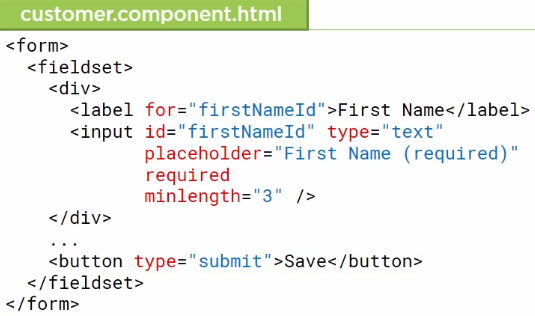 customer.component.html
<form>
  <fieldset>
    <div>
      <label for="firstNameId">First Name</label>
      <input id="firstNameId" type="text"
             placeholder="First Name (required)"
             required
             minlength="3" />
    </div>
    ...
    <button type="submit">Save</button>
  </fieldset>
</form>